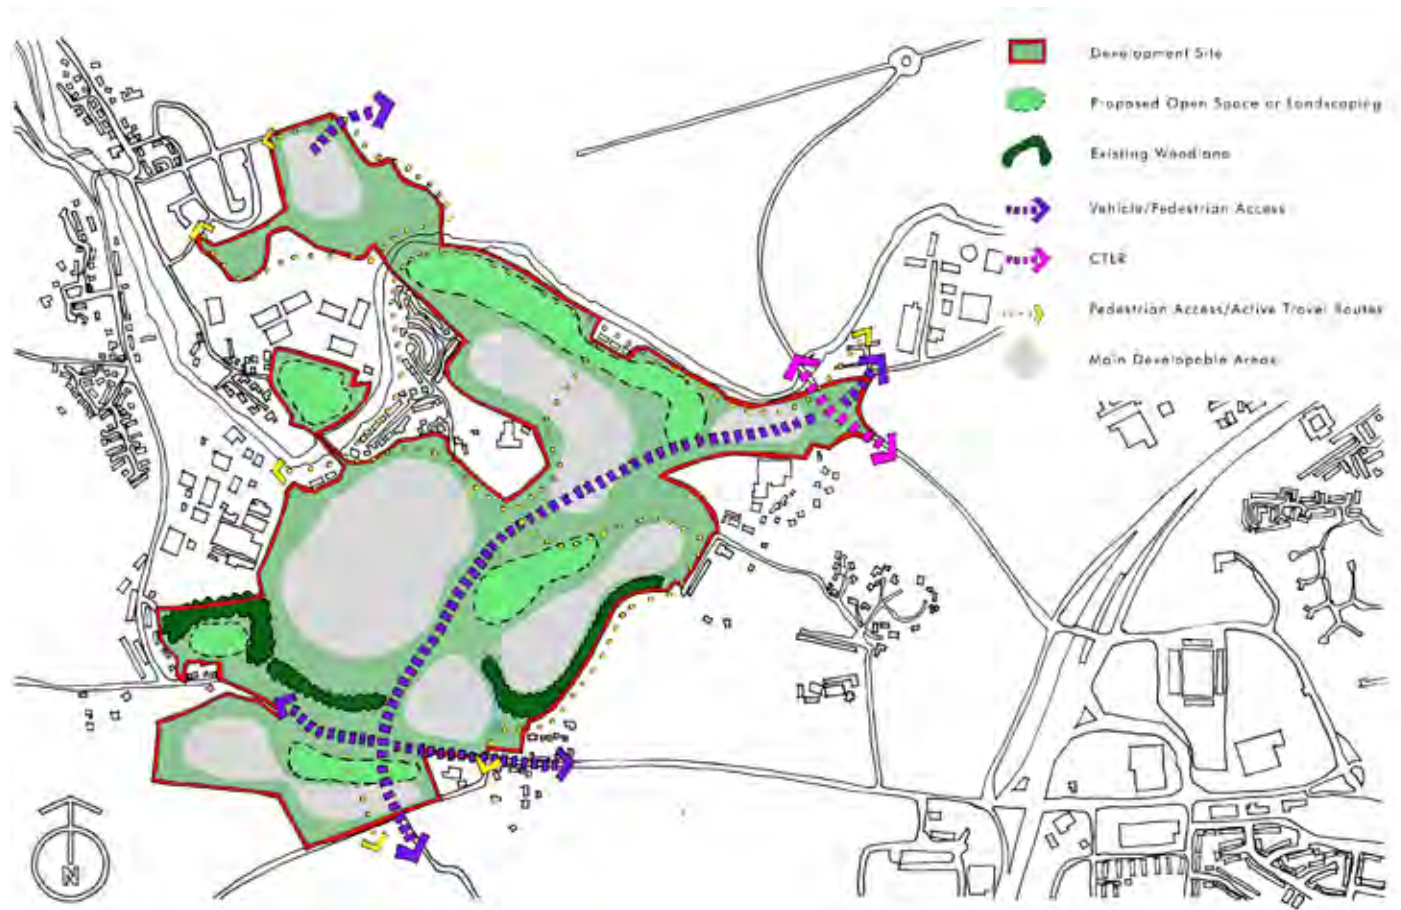 Development Site
Proposed Open Space or Landscaping
Existing Woodland
Vehicle/Pedestrian Access
CTLR
Pedestrian Access/Active Travel Routes
Main Developable Areas
N